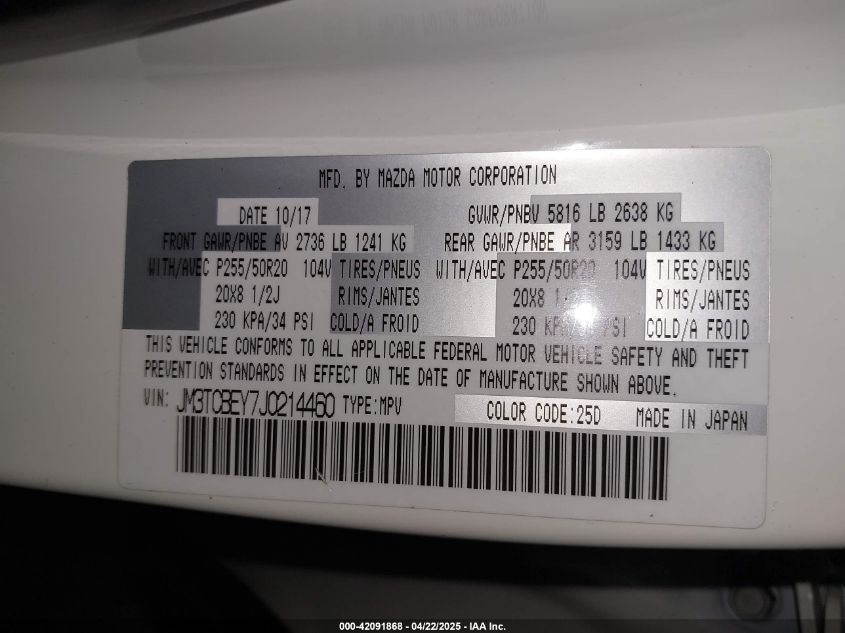 MFD. BY MAZDA MOTOR CORPORATION
DATE 10/17 GVWR/PNBV 5816 LB 2638 KG
FRONT GAWR/PNBE AV 2736 LB 1241 KG REAR GAWR/PNBE AR 3159 LB 1433 KG
WITH/AVEC P255/50R20 104V TIRES/PNEUS WITH/AVEC P255/50R20 104V TIRES/PNEUS
20X8 1/2J RIMS/JANTES 20X8 RIMS/JANTES
230 KPA/34 PSI COLD/A FROID 230 PSI COLD/A FROID
THIS VEHICLE CONFORMS TO ALL APPLICABLE FEDERAL MOTOR VEHICLE SAFETY AND THEFT
PREVENTION STANDARDS IN EFFECT ON THE DATE OF MANUFACTURE SHOWN ABOVE.
VIN: JM3TCBEY7J0214460 TYPE:MPV COLOR CODE:25D MADE IN JAPAN
000-42091868 - 04/22/2025 - IAA Inc.